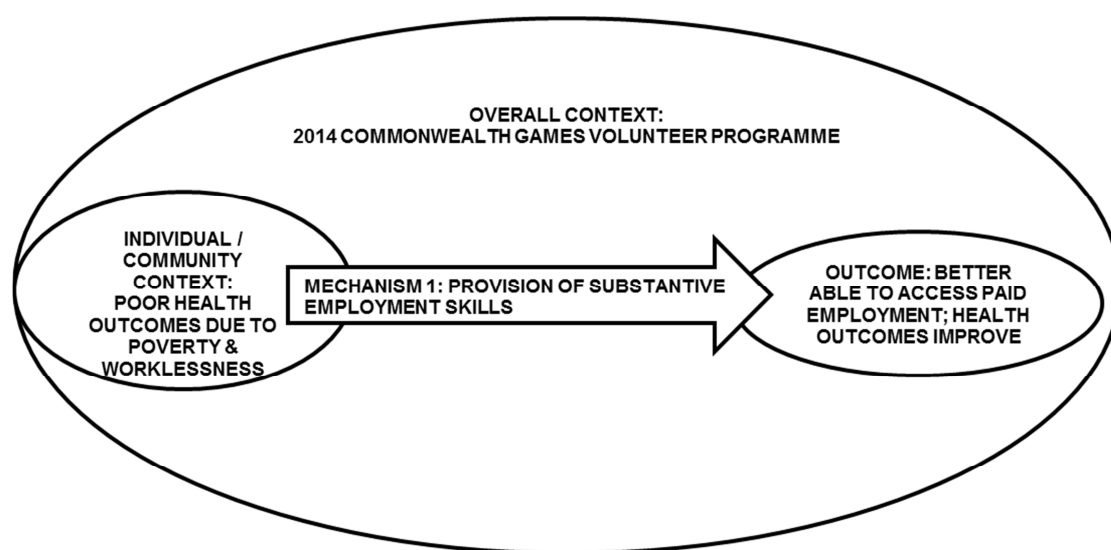 OVERALL CONTEXT:
2014 COMMONWEALTH GAMES VOLUNTEER PROGRAMME
INDIVIDUAL /
COMMUNITY
CONTEXT:
POOR HEALTH
OUTCOMES DUE TO
POVERTY &
WORKLESSNESS
MECHANISM 1: PROVISION OF SUBSTANTIVE
EMPLOYMENT SKILLS
OUTCOME: BETTER
ABLE TO ACCESS PAID
EMPLOYMENT; HEALTH
OUTCOMES IMPROVE